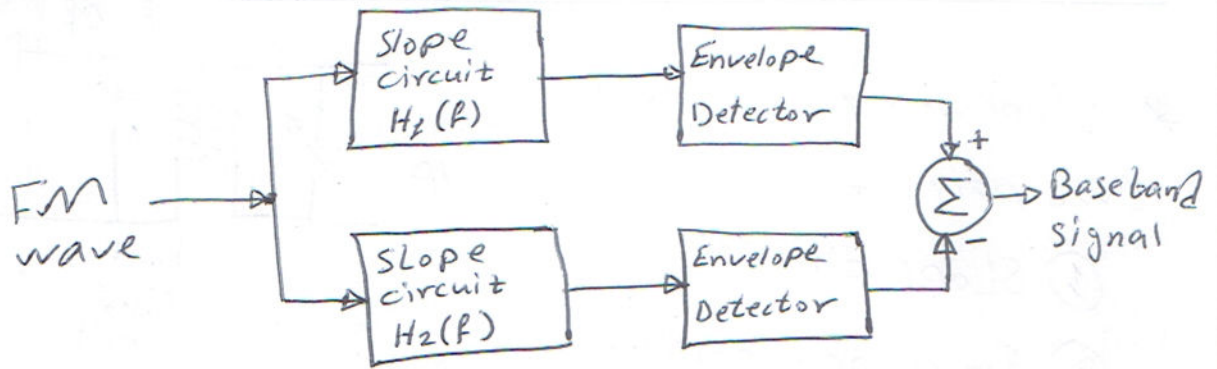 Slope
circuit
H1(f)
Envelope
Detector
+
FM
wave
Σ
Baseband
signal
−
SLope
circuit
H2(f)
Envelope
Detector